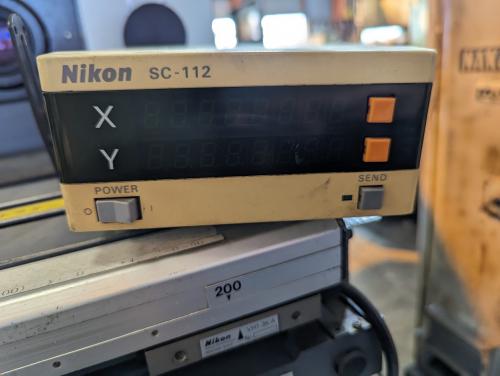 Nikon SC-112
X
Y
POWER
O I
SEND
200
Nikon